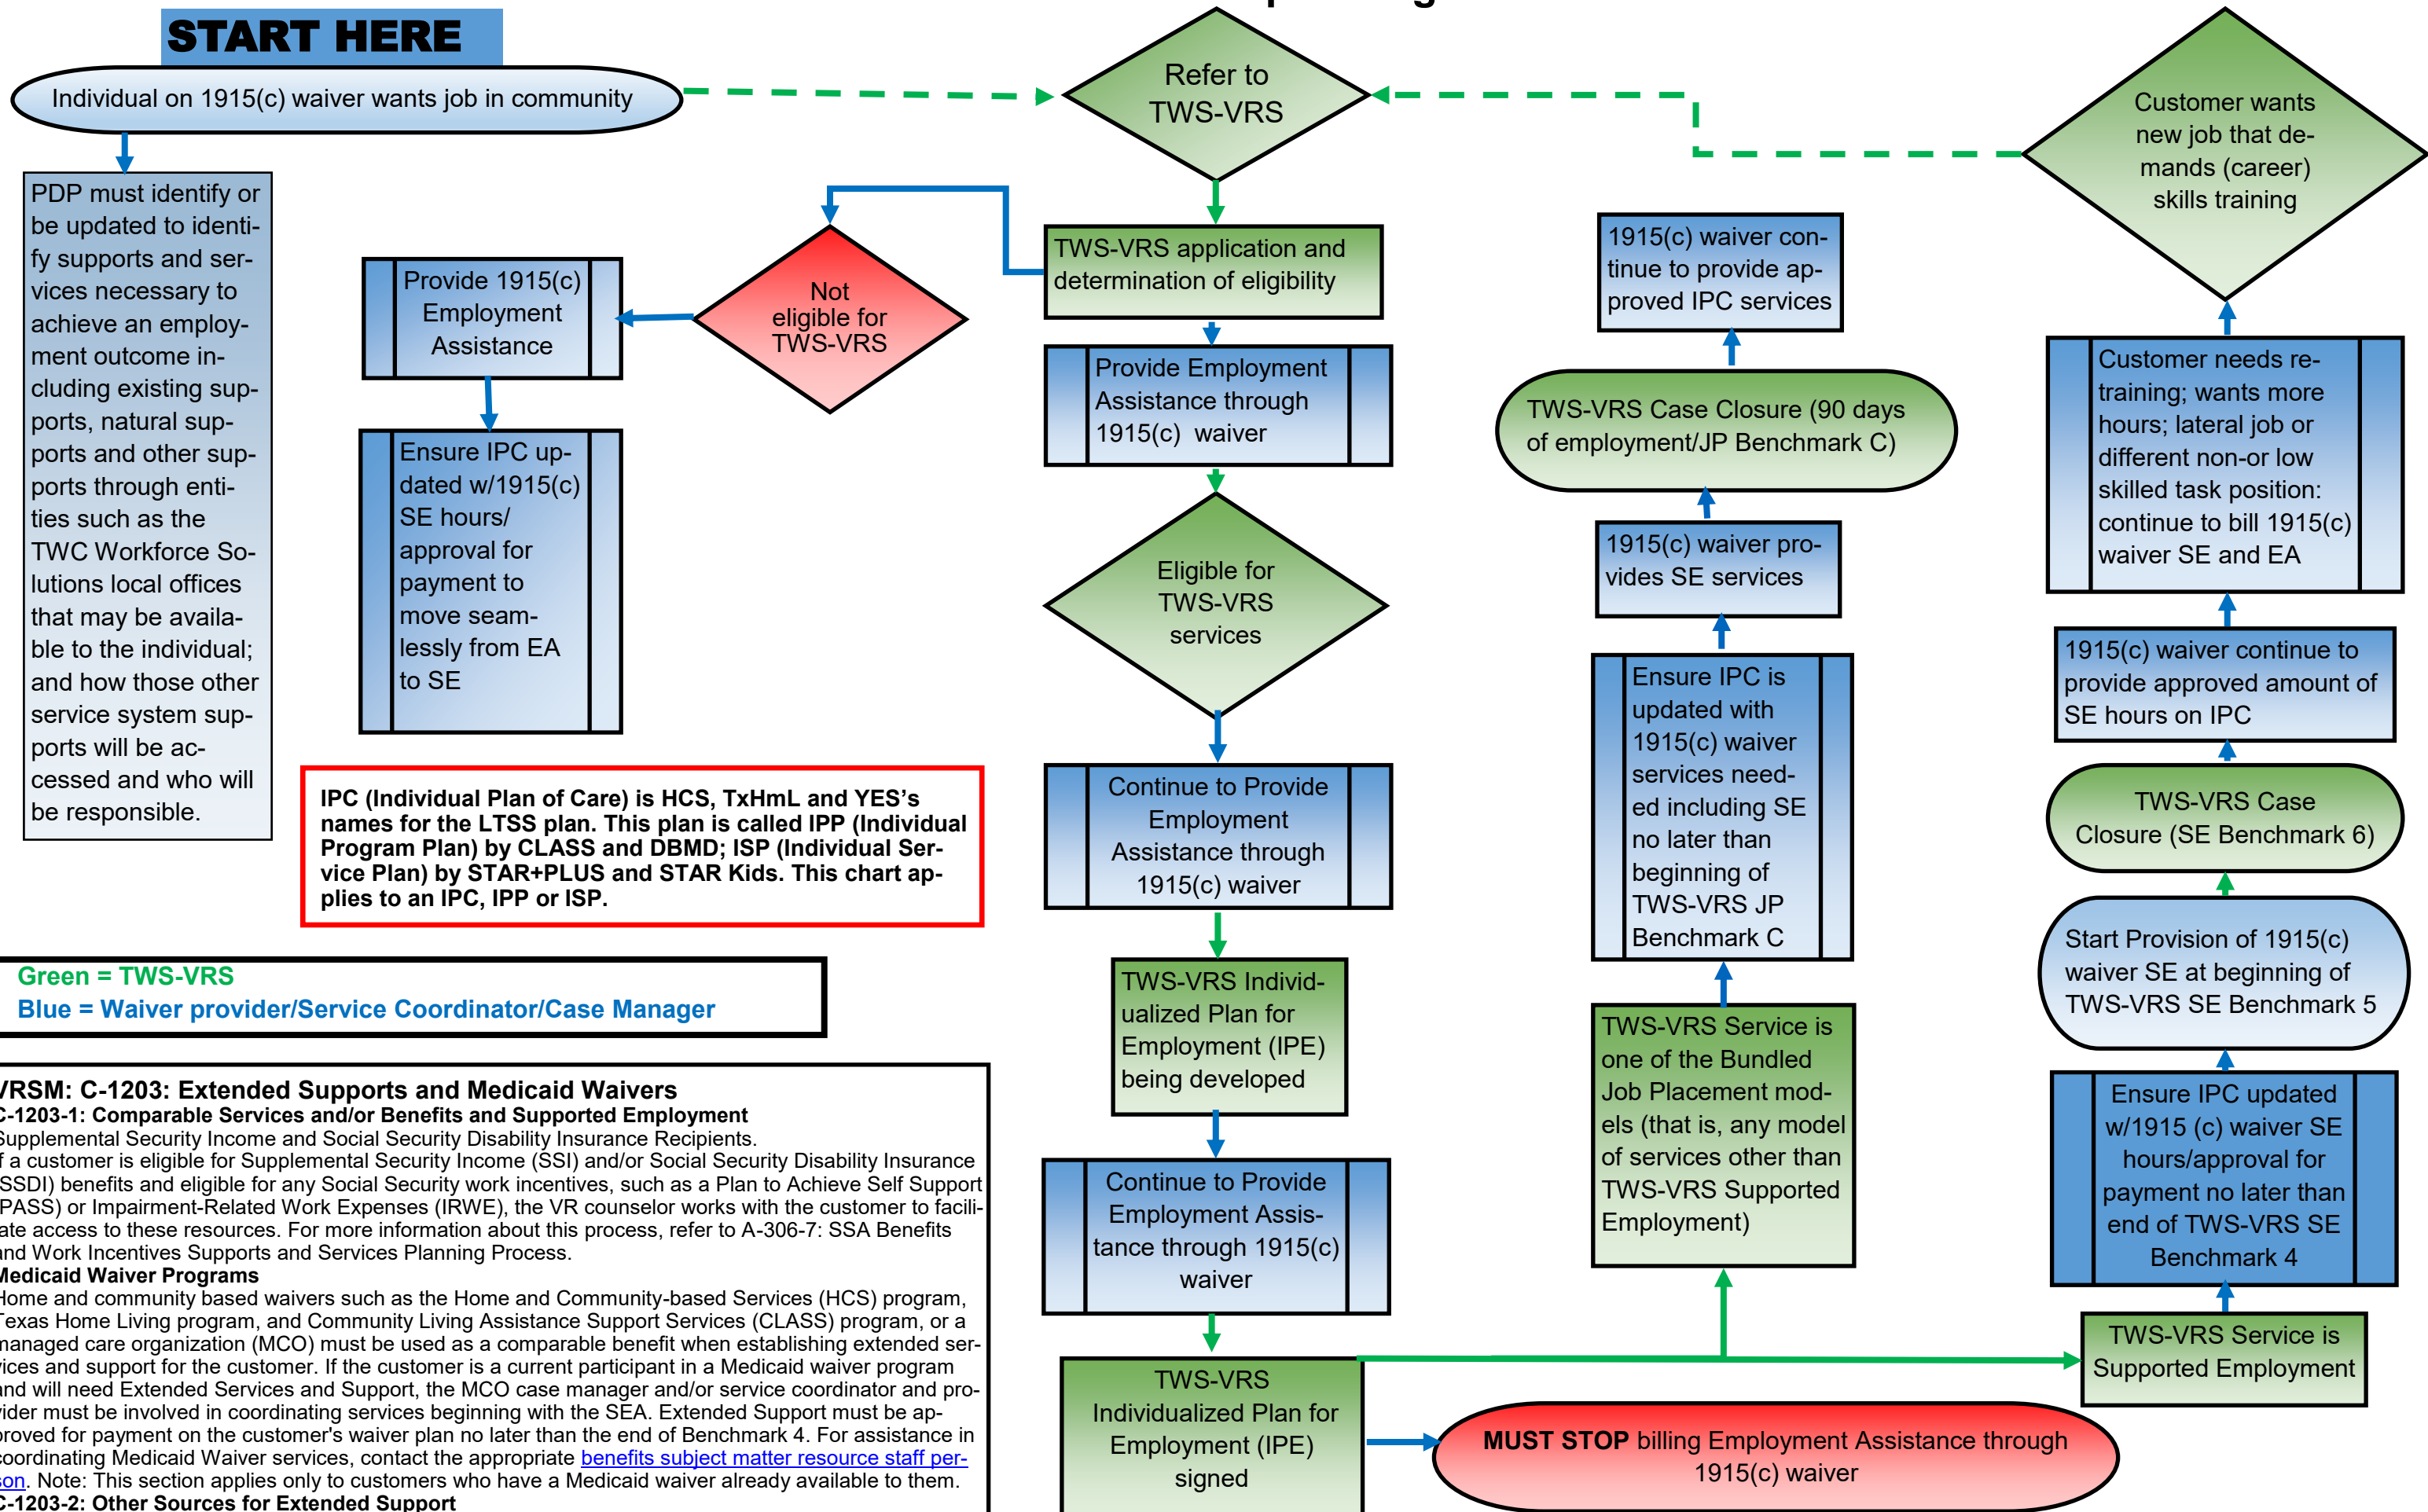 START HERE
Individual on 1915(c) waiver wants job in community
PDP must identify or
be updated to identi-
fy supports and ser-
vices necessary to
achieve an employ-
ment outcome in-
cluding existing sup-
ports, natural sup-
ports and other sup-
ports through enti-
ties such as the
TWC Workforce So-
lutions local offices
that may be availa-
ble to the individual;
and how those other
service system sup-
ports will be ac-
cessed and who will
be responsible.
Provide 1915(c)
Employment
Assistance
Ensure IPC up-
dated w/1915(c)
SE hours/
approval for
payment to
move seam-
lessly from EA
to SE
Not
eligible for
TWS-VRS
IPC (Individual Plan of Care) is HCS, TxHmL and YES's
names for the LTSS plan. This plan is called IPP (Individual
Program Plan) by CLASS and DBMD; ISP (Individual Ser-
vice Plan) by STAR+PLUS and STAR Kids. This chart ap-
plies to an IPC, IPP or ISP.
Green = TWS-VRS
Blue = Waiver provider/Service Coordinator/Case Manager
VRSM: C-1203: Extended Supports and Medicaid Waivers
C-1203-1: Comparable Services and/or Benefits and Supported Employment
Supplemental Security Income and Social Security Disability Insurance Recipients.
If a customer is eligible for Supplemental Security Income (SSI) and/or Social Security Disability Insurance
(SSDI) benefits and eligible for any Social Security work incentives, such as a Plan to Achieve Self Support
(PASS) or Impairment-Related Work Expenses (IRWE), the VR counselor works with the customer to facili-
tate access to these resources. For more information about this process, refer to A-306-7: SSA Benefits
and Work Incentives Supports and Services Planning Process.
Medicaid Waiver Programs
Home and community based waivers such as the Home and Community-based Services (HCS) program,
Texas Home Living program, and Community Living Assistance Support Services (CLASS) program, or a
managed care organization (MCO) must be used as a comparable benefit when establishing extended ser-
vices and support for the customer. If the customer is a current participant in a Medicaid waiver program
and will need Extended Services and Support, the MCO case manager and/or service coordinator and pro-
vider must be involved in coordinating services beginning with the SEA. Extended Support must be ap-
proved for payment on the customer's waiver plan no later than the end of Benchmark 4. For assistance in
coordinating Medicaid Waiver services, contact the appropriate benefits subject matter resource staff per-
son. Note: This section applies only to customers who have a Medicaid waiver already available to them.
C-1203-2: Other Sources for Extended Support
Refer to
TWS-VRS
TWS-VRS application and
determination of eligibility
Provide Employment
Assistance through
1915(c) waiver
Eligible for
TWS-VRS
services
Continue to Provide
Employment
Assistance through
1915(c) waiver
TWS-VRS Individ-
ualized Plan for
Employment (IPE)
being developed
Continue to Provide
Employment Assis-
tance through 1915(c)
waiver
TWS-VRS
Individualized Plan for
Employment (IPE)
signed
MUST STOP billing Employment Assistance through
1915(c) waiver
1915(c) waiver con-
tinue to provide ap-
proved IPC services
TWS-VRS Case Closure (90 days
of employment/JP Benchmark C)
1915(c) waiver pro-
vides SE services
Ensure IPC is
updated with
1915(c) waiver
services need-
ed including SE
no later than
beginning of
TWS-VRS JP
Benchmark C
TWS-VRS Service is
one of the Bundled
Job Placement mod-
els (that is, any model
of services other than
TWS-VRS Supported
Employment)
Customer wants
new job that de-
mands (career)
skills training
Customer needs re-
training; wants more
hours; lateral job or
different non-or low
skilled task position:
continue to bill 1915(c)
waiver SE and EA
1915(c) waiver continue to
provide approved amount of
SE hours on IPC
TWS-VRS Case
Closure (SE Benchmark 6)
Start Provision of 1915(c)
waiver SE at beginning of
TWS-VRS SE Benchmark 5
Ensure IPC updated
w/1915 (c) waiver SE
hours/approval for
payment no later than
end of TWS-VRS SE
Benchmark 4
TWS-VRS Service is
Supported Employment